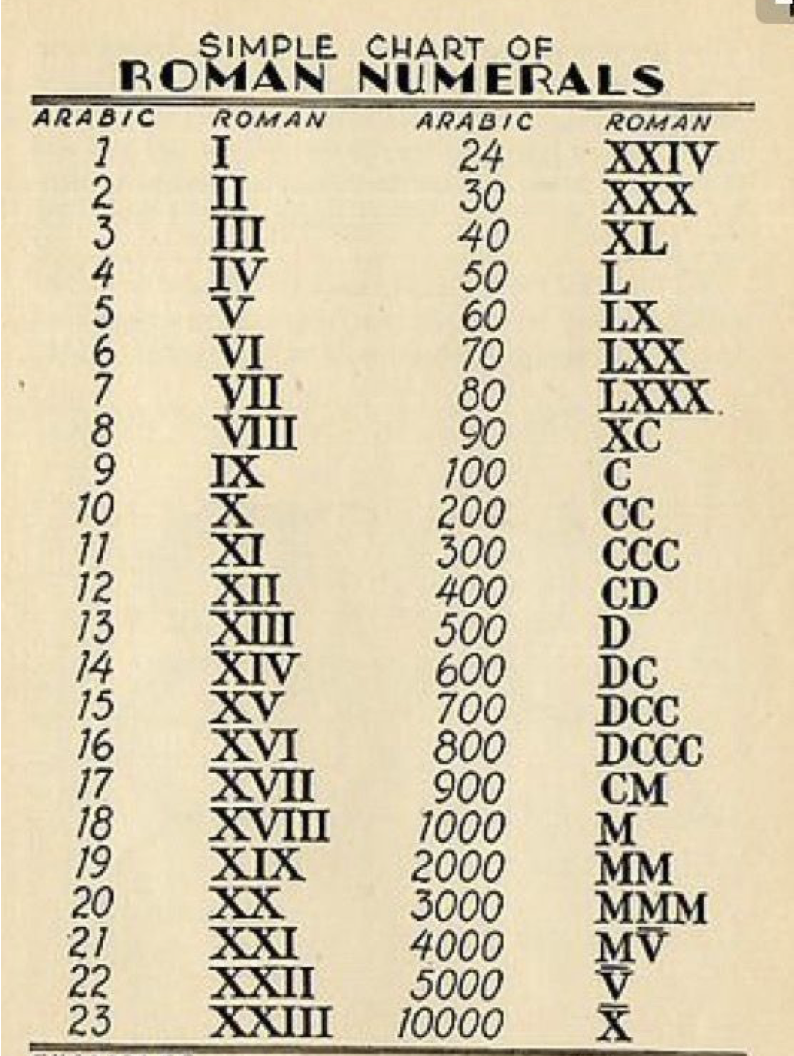 SIMPLE CHART OF
ROMAN NUMERALS
ARABIC ROMAN ARABIC ROMAN
1 I 24 XXIV
2 II 30 XXX
3 III 40 XL
4 IV 50 L
5 V 60 LX
6 VI 70 LXX
7 VII 80 LXXX
8 VIII 90 XC
9 IX 100 C
10 X 200 CC
11 XI 300 CCC
12 XII 400 CD
13 XIII 500 D
14 XIV 600 DC
15 XV 700 DCC
16 XVI 800 DCCC
17 XVII 900 CM
18 XVIII 1000 M
19 XIX 2000 MM
20 XX 3000 MMM
21 XXI 4000 MV̅
22 XXII 5000 V̅
23 XXIII 10000 X̅